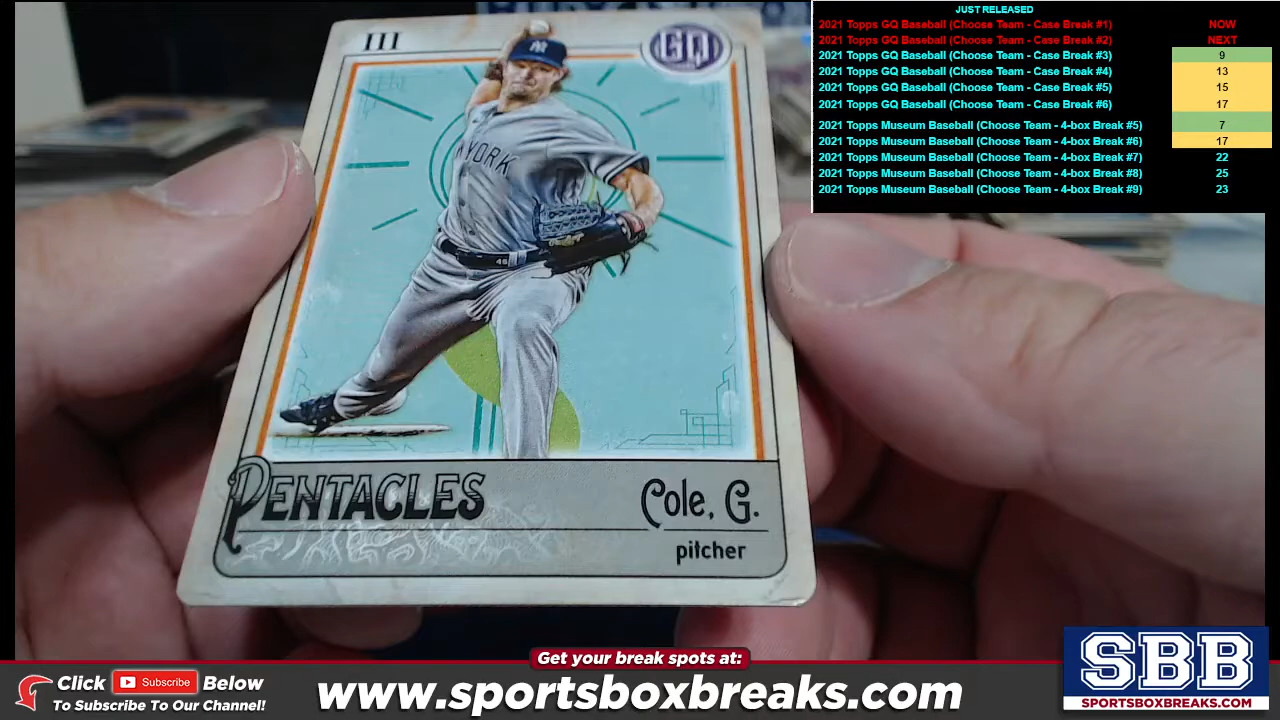 JUST RELEASED
2021 Topps GQ Baseball (Choose Team - Case Break #1) NOW
2021 Topps GQ Baseball (Choose Team - Case Break #2) NEXT
2021 Topps GQ Baseball (Choose Team - Case Break #3) 9
2021 Topps GQ Baseball (Choose Team - Case Break #4) 13
2021 Topps GQ Baseball (Choose Team - Case Break #5) 15
2021 Topps GQ Baseball (Choose Team - Case Break #6) 17
2021 Topps Museum Baseball (Choose Team - 4-box Break #5) 7
2021 Topps Museum Baseball (Choose Team - 4-box Break #6) 17
2021 Topps Museum Baseball (Choose Team - 4-box Break #7) 22
2021 Topps Museum Baseball (Choose Team - 4-box Break #8) 25
2021 Topps Museum Baseball (Choose Team - 4-box Break #9) 23
III
GQ
NY
YORK
45
PENTACLES
Cole, G.
pitcher
Get your break spots at:
Click Subscribe Below
To Subscribe To Our Channel!
www.sportsboxbreaks.com
SBB
SPORTSBOXBREAKS.COM